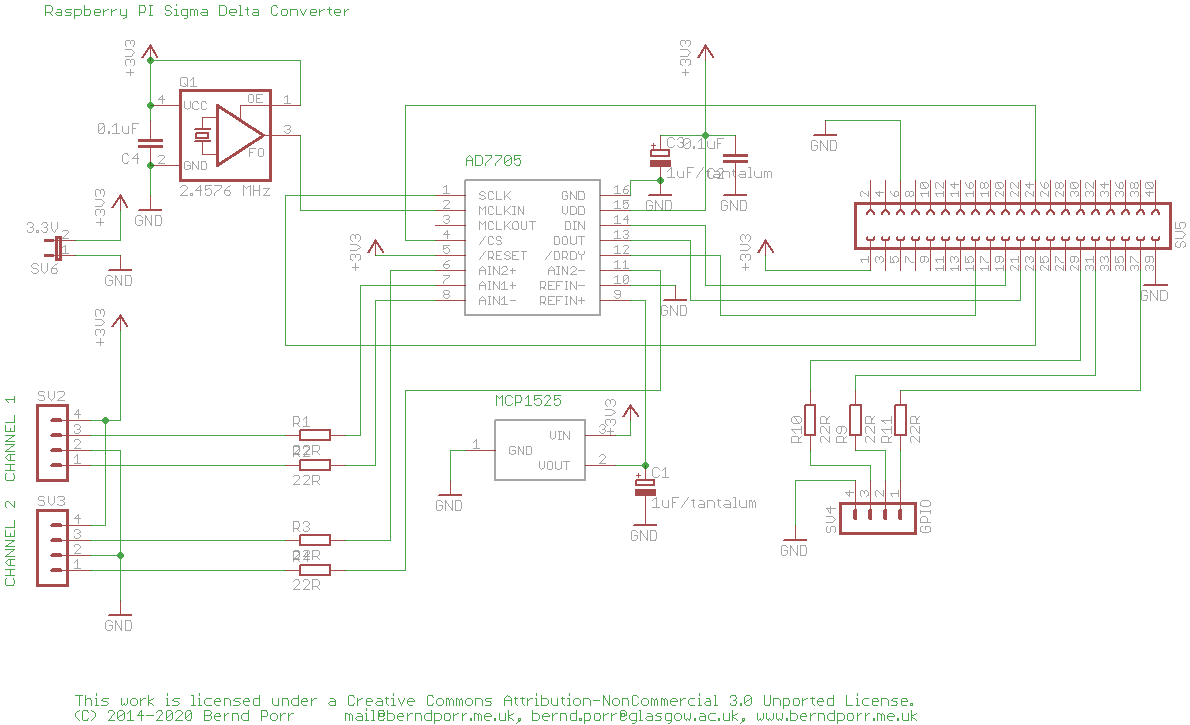 Raspberry PI Sigma Delta Converter
+3V3
Q1
4
VCC
OE
1
3
FO
0.1uF
C4
2
GND
2.4576 MHz
GND
+3V3
3.3V
2
1
SV6
GND
+3V3
AD7705
1 SCLK
2 MCLKIN
3 MCLKOUT
4 /CS
5 /RESET
6 AIN2+
7 AIN1+
8 AIN1-
GND 16
VDD 15
DIN 14
DOUT 13
/DRDY 12
AIN2- 11
REFIN- 10
REFIN+ 9
+3V3
C3
0.1uF
1uF/tantalum
C2
GND
GND
GND
+3V3
GND
2 4 6 8 10 12 14 16 18 20 22 24 26 28 30 32 34 36 38 40
1 3 5 7 9 11 13 15 17 19 21 23 25 27 29 31 33 35 37 39
SV5
GND
+3V3
CHANNEL 1
SV2
4
3
2
1
R1
22R
R2
22R
CHANNEL 2
SV3
4
3
2
1
R3
22R
R4
22R
GND
MCP1525
1
GND
VIN
VOUT
3
2
+3V3
GND
C1
1uF/tantalum
GND
R10
22R
R9
22R
R11
22R
4 3 2 1
SV4
GPIO
GND
This work is licensed under a Creative Commons Attribution-NonCommercial 3.0 Unported License.
(C) 2014-2020 Bernd Porr mail@berndporr.me.uk, bernd.porr@glasgow.ac.uk, www.berndporr.me.uk